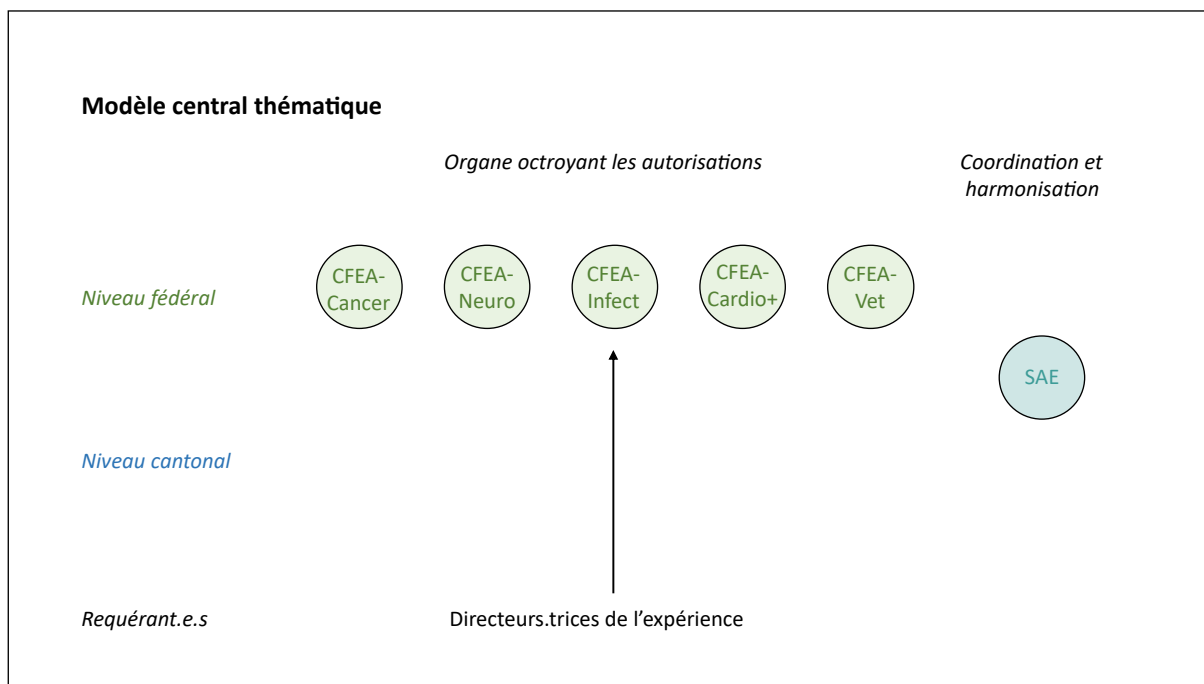 Modèle central thématique
Organe octroyant les autorisations
Coordination et
harmonisation
Niveau fédéral
CFEA-
Cancer
CFEA-
Neuro
CFEA-
Infect
CFEA-
Cardio+
CFEA-
Vet
SAE
Niveau cantonal
Requérant.e.s
Directeurs.trices de l’expérience